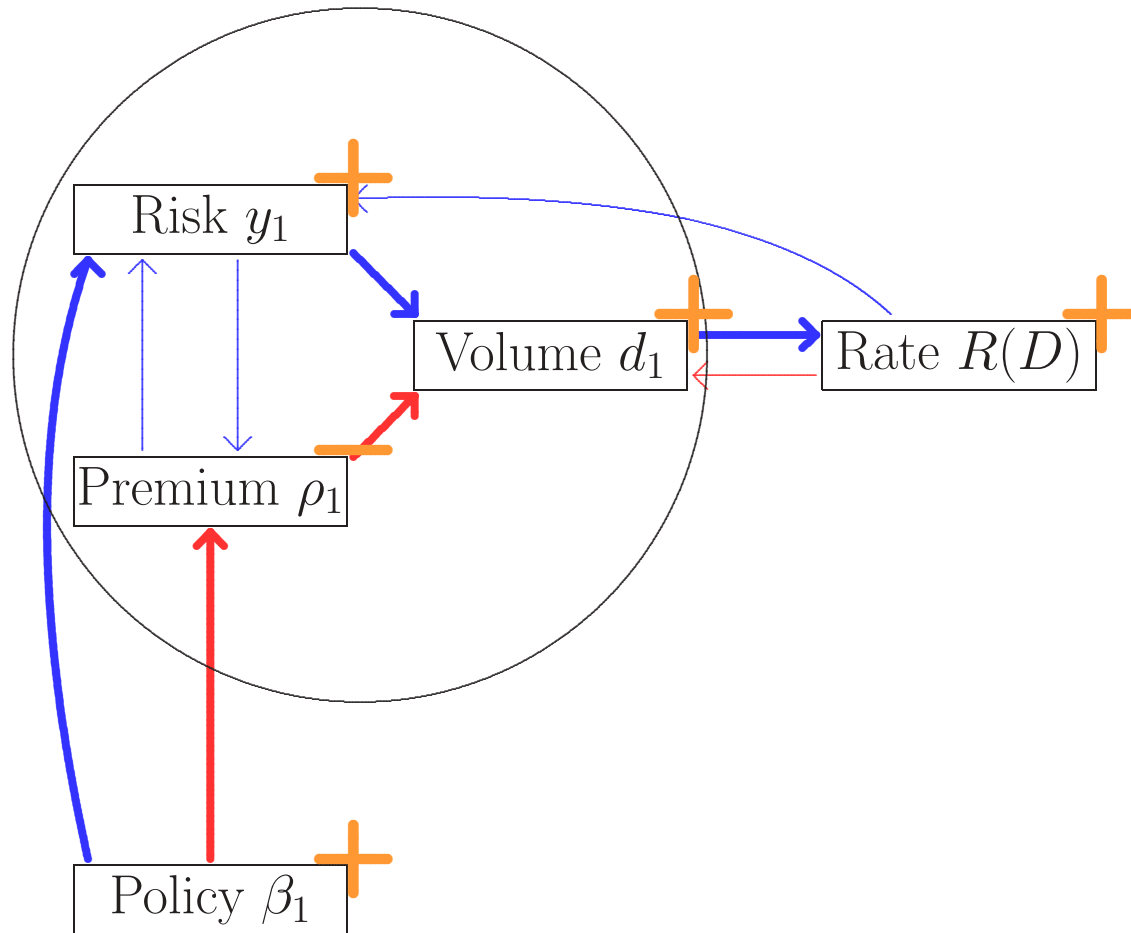 Risk y₁
Volume d₁
Rate R(D)
Premium ρ₁
Policy β₁